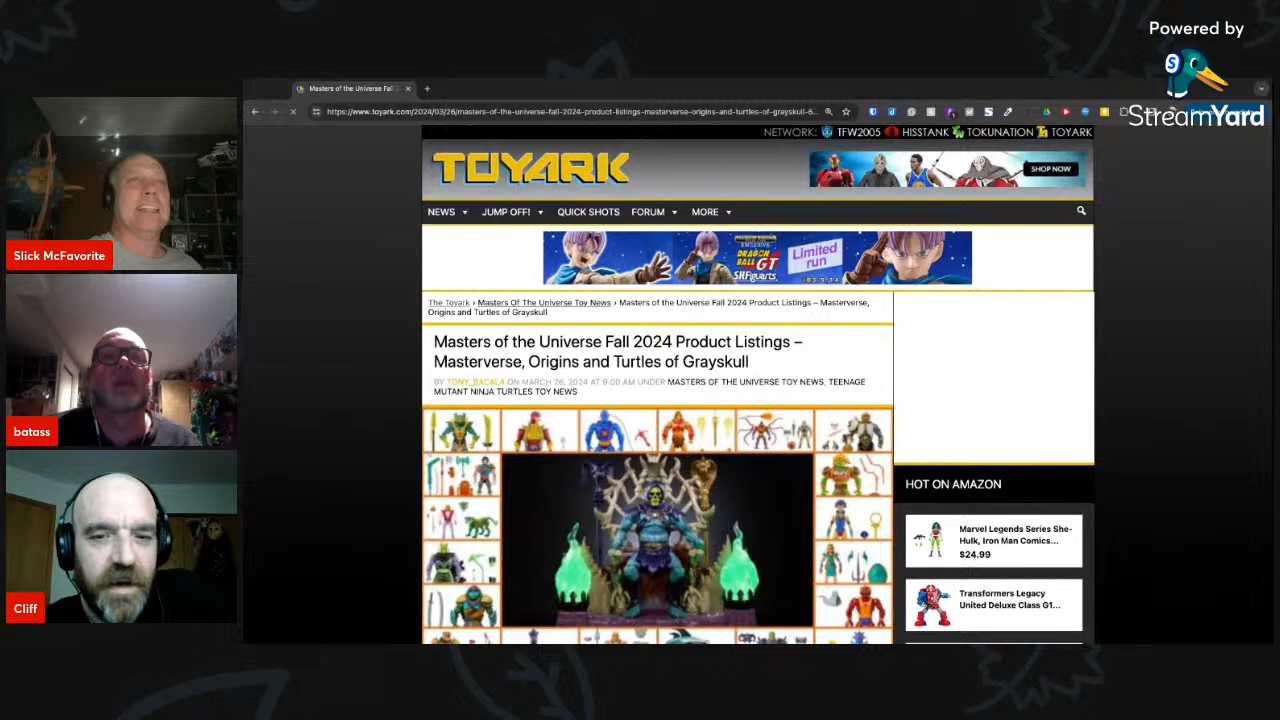 Powered by
StreamYard
Slick McFavorite
batass
Cliff
https://www.toyark.com/2024/03/26/masters-of-the-universe-fall-2024-product-listings-masterverse-origins-and-turtles-of-grayskull-6...
NETWORK: TFW2005 HISSTANK TOKUNATION TOYARK
TOYARK
SHOP NOW
NEWS JUMP OFF! QUICK SHOTS FORUM MORE
DRAGON
BALL GT
SHFiguarts
Limited
run
The Toyark › Masters Of The Universe Toy News › Masters of the Universe Fall 2024 Product Listings – Masterverse,
Origins and Turtles of Grayskull
Masters of the Universe Fall 2024 Product Listings –
Masterverse, Origins and Turtles of Grayskull
BY TONY_BACALA ON MARCH 26, 2024 AT 9:00 AM UNDER MASTERS OF THE UNIVERSE TOY NEWS, TEENAGE
MUTANT NINJA TURTLES TOY NEWS
HOT ON AMAZON
Marvel Legends Series She-
Hulk, Iron Man Comics...
$24.99
Transformers Legacy
United Deluxe Class G1...